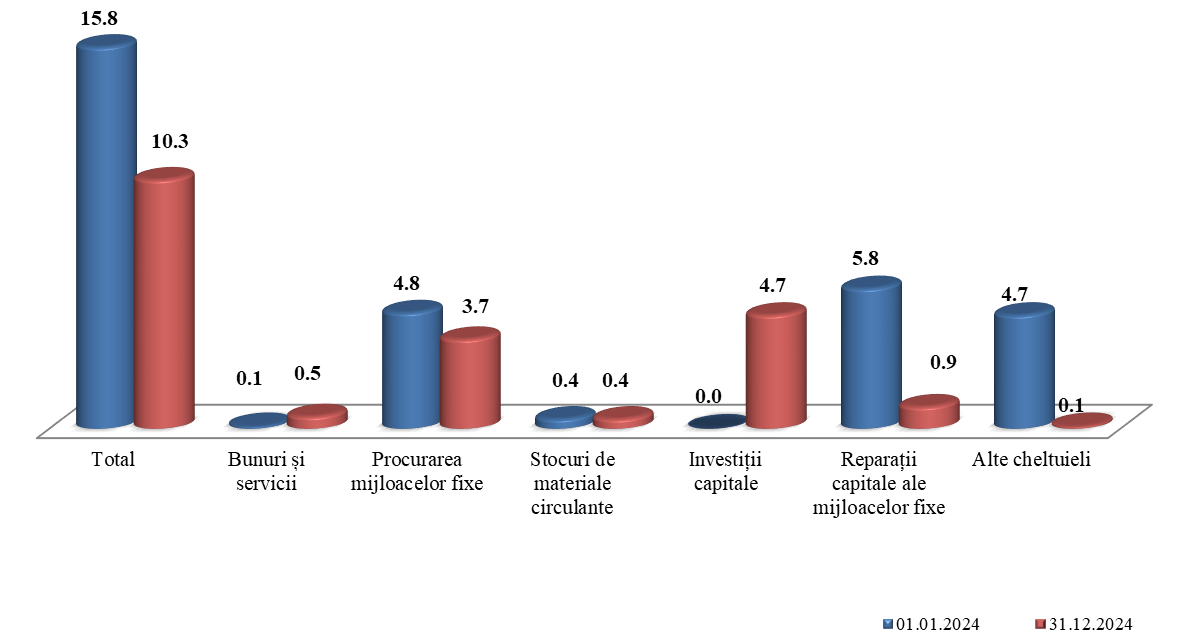 15.8
10.3
0.1
0.5
4.8
3.7
0.4
0.4
0.0
4.7
5.8
0.9
4.7
0.1
Total
Bunuri și
servicii
Procurarea
mijloacelor fixe
Stocuri de
materiale
circulante
Investiții
capitale
Reparații
capitale ale
mijloacelor fixe
Alte cheltuieli
01.01.2024
31.12.2024